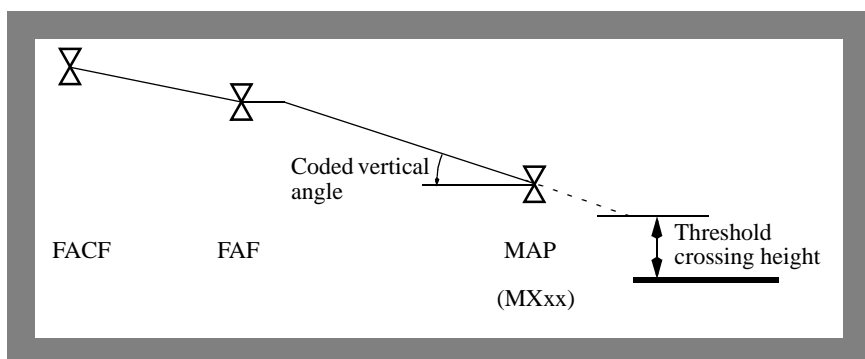 Coded vertical
angle
Threshold
crossing height
FACF
FAF
MAP
(MXxx)